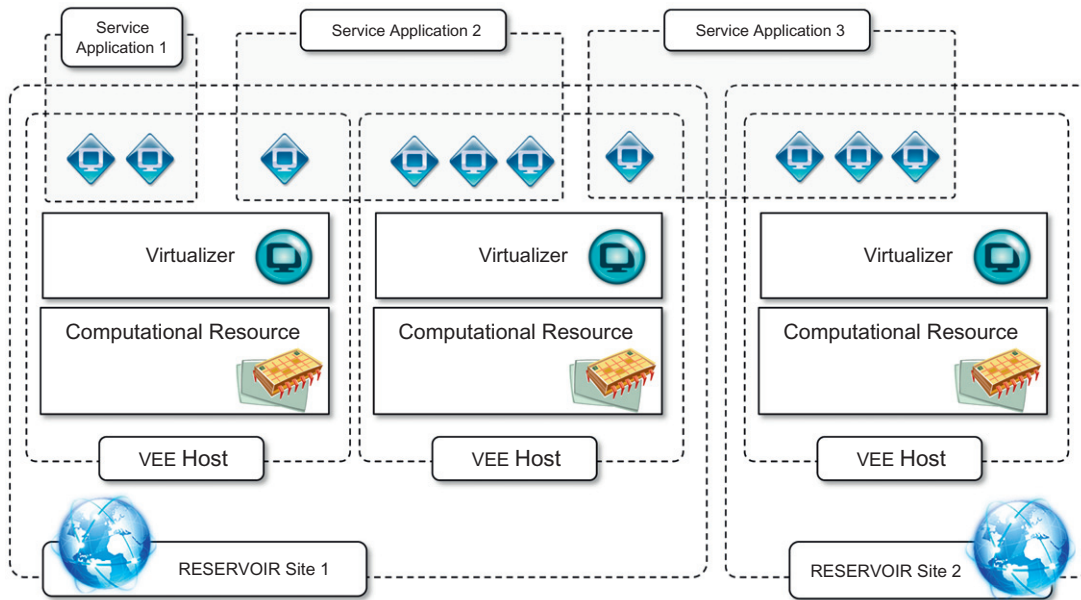 Service
Application 1
Service Application 2
Service Application 3
Virtualizer
Virtualizer
Virtualizer
Computational Resource
Computational Resource
Computational Resource
VEE Host
VEE Host
VEE Host
RESERVOIR Site 1
RESERVOIR Site 2